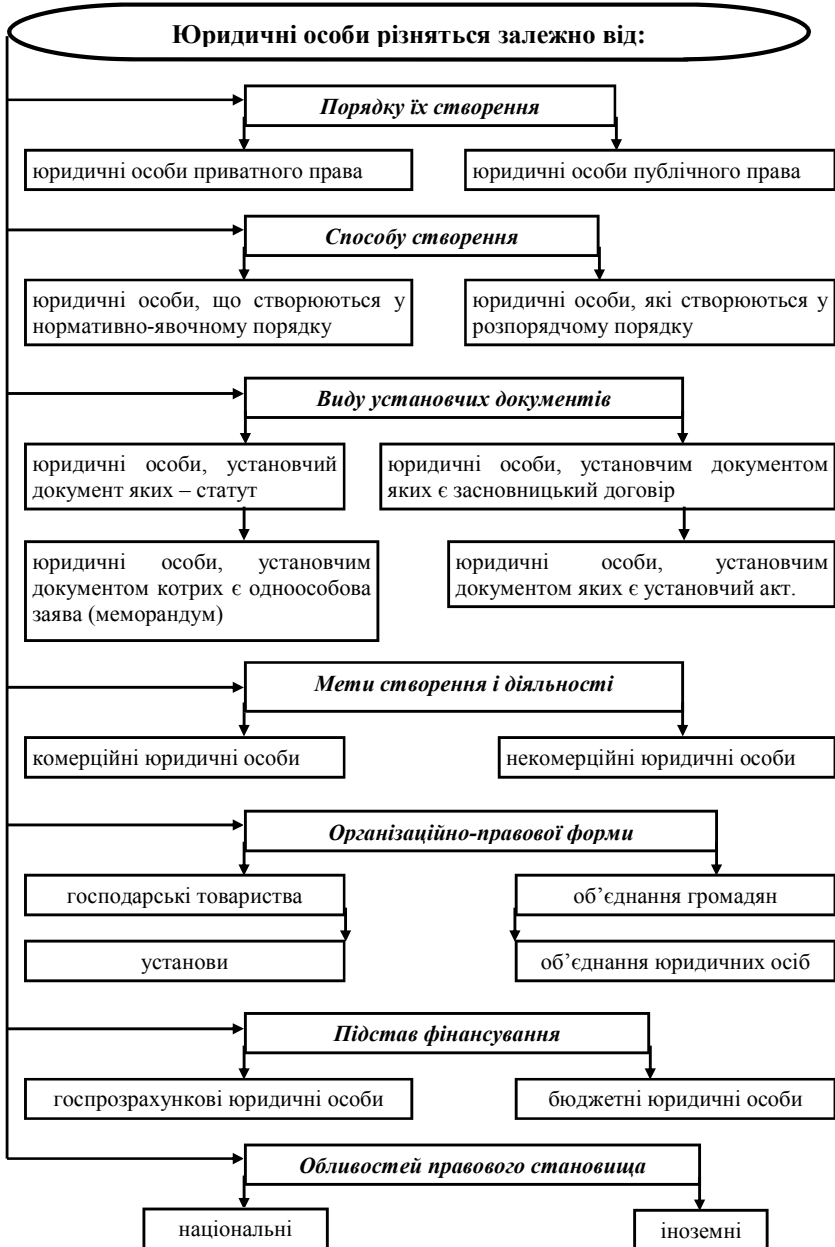 Юридичні особи різняться залежно від:
Порядку їх створення
юридичні особи приватного права
юридичні особи публічного права
Способу створення
юридичні особи, що створюються у
нормативно-явочному порядку
юридичні особи, які створюються у
розпорядчому порядку
Виду установчих документів
юридичні особи, установчий
документ яких – статут
юридичні особи, установчим документом
яких є засновницький договір
юридичні особи, установчим
документом котрих є одноособова
заява (меморандум)
юридичні особи, установчим
документом яких є установчий акт.
Мети створення і діяльності
комерційні юридичні особи
некомерційні юридичні особи
Організаційно-правової форми
господарські товариства
об’єднання громадян
установи
об’єднання юридичних осіб
Підстав фінансування
госпрозрахункові юридичні особи
бюджетні юридичні особи
Обливостей правового становища
національні
іноземні